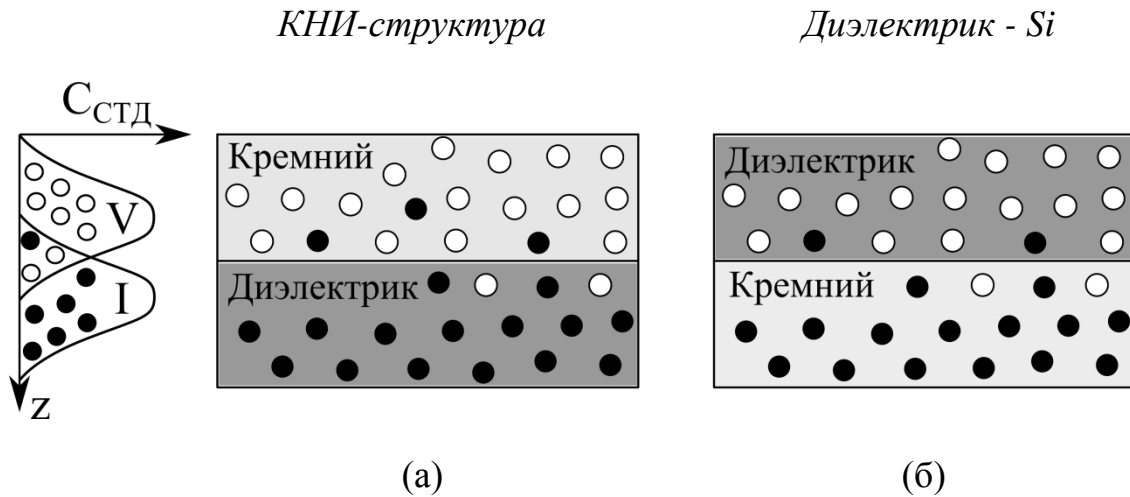 КНИ-структура
Диэлектрик - Si
CСТД
V
I
z
Кремний
Диэлектрик
Диэлектрик
Кремний
(а)
(б)